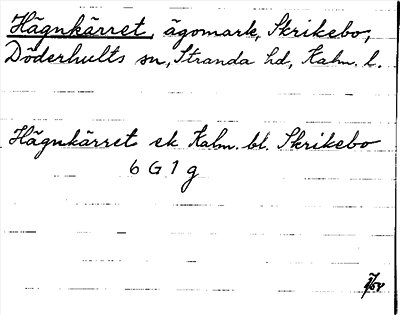 Hägnkärret, ägomark, Skrikebo,
Döderhults sn, Stranda hd, Kalm. l.
Hägnkärret ek. Kalm. bl. Skrikebo
6 G 1 g